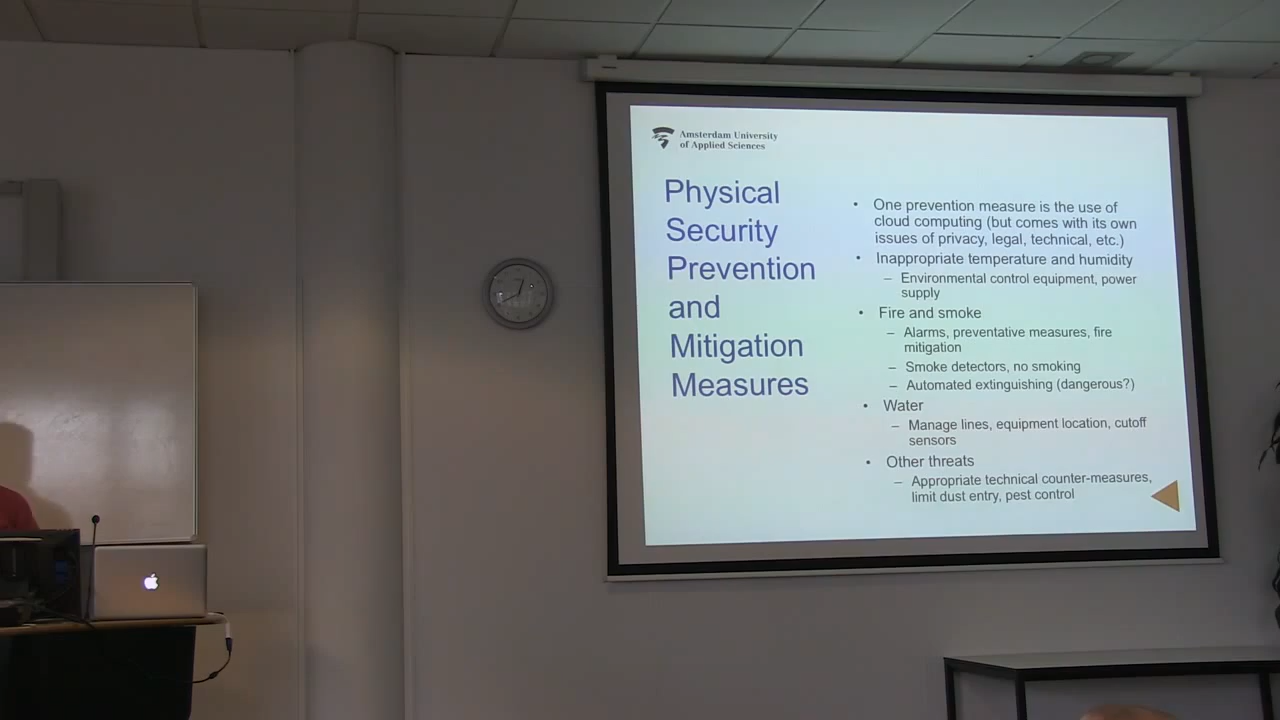 Amsterdam University
of Applied Sciences
Physical
Security
Prevention
and
Mitigation
Measures
• One prevention measure is the use of
cloud computing (but comes with its own
issues of privacy, legal, technical, etc.)
• Inappropriate temperature and humidity
– Environmental control equipment, power
supply
• Fire and smoke
– Alarms, preventative measures, fire
mitigation
– Smoke detectors, no smoking
– Automated extinguishing (dangerous?)
• Water
– Manage lines, equipment location, cutoff
sensors
• Other threats
– Appropriate technical counter-measures,
limit dust entry, pest control